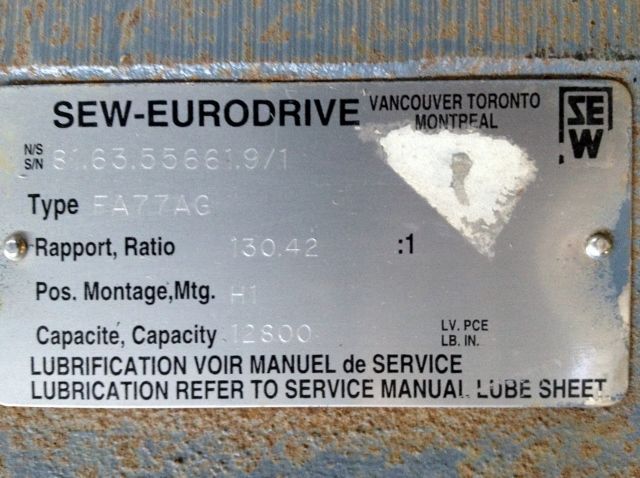 SEW-EURODRIVE VANCOUVER TORONTO MONTREAL
SEW
N/S S/N 81.63.55661.9/1
Type FA77AG
Rapport, Ratio 130.42 :1
Pos. Montage,Mtg. H1
Capacite, Capacity 12800 LV. PCE LB. IN.
LUBRIFICATION VOIR MANUEL de SERVICE
LUBRICATION REFER TO SERVICE MANUAL LUBE SHEET